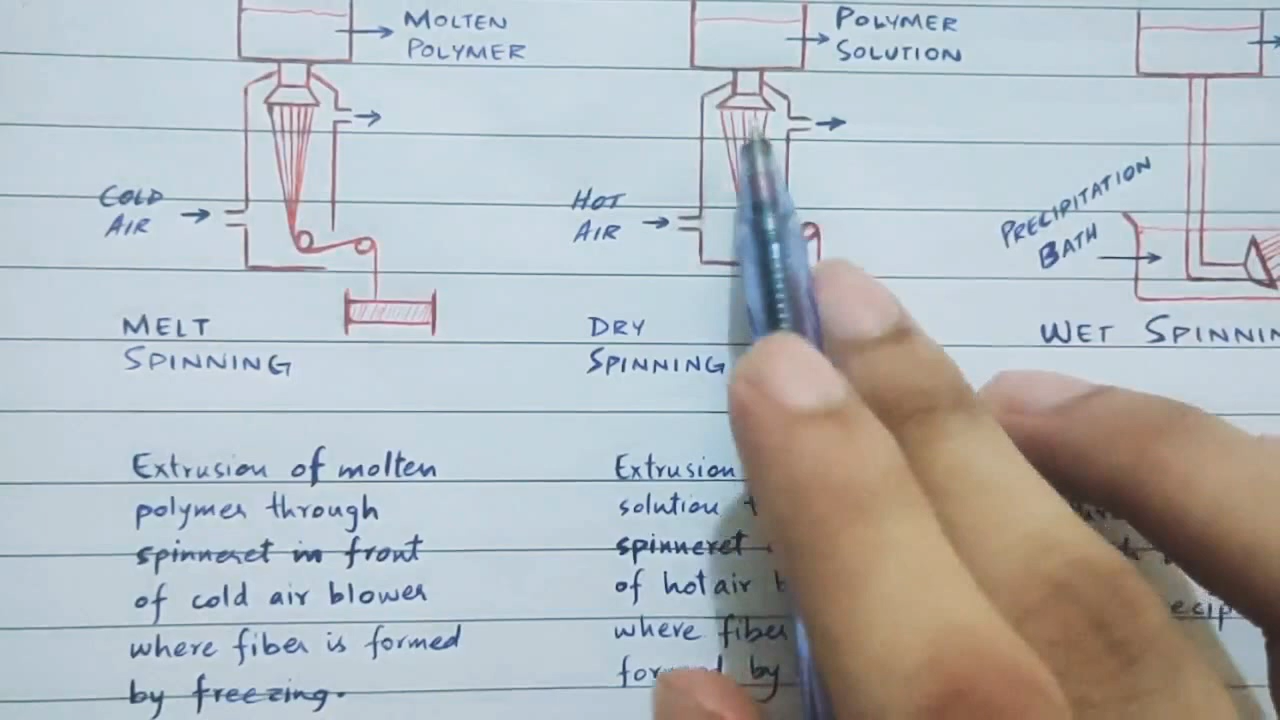 MOLTEN
POLYMER
POLYMER
SOLUTION
COLD
AIR
HOT
AIR
PRECIPITATION
BATH
MELT
SPINNING
DRY
SPINNING
WET SPINNIN
Extrusion of molten
polymer through
spinneret in front
of cold air blower
where fiber is formed
by freezing.
Extrusion
solution
spinneret
of hot air
where fiber
by